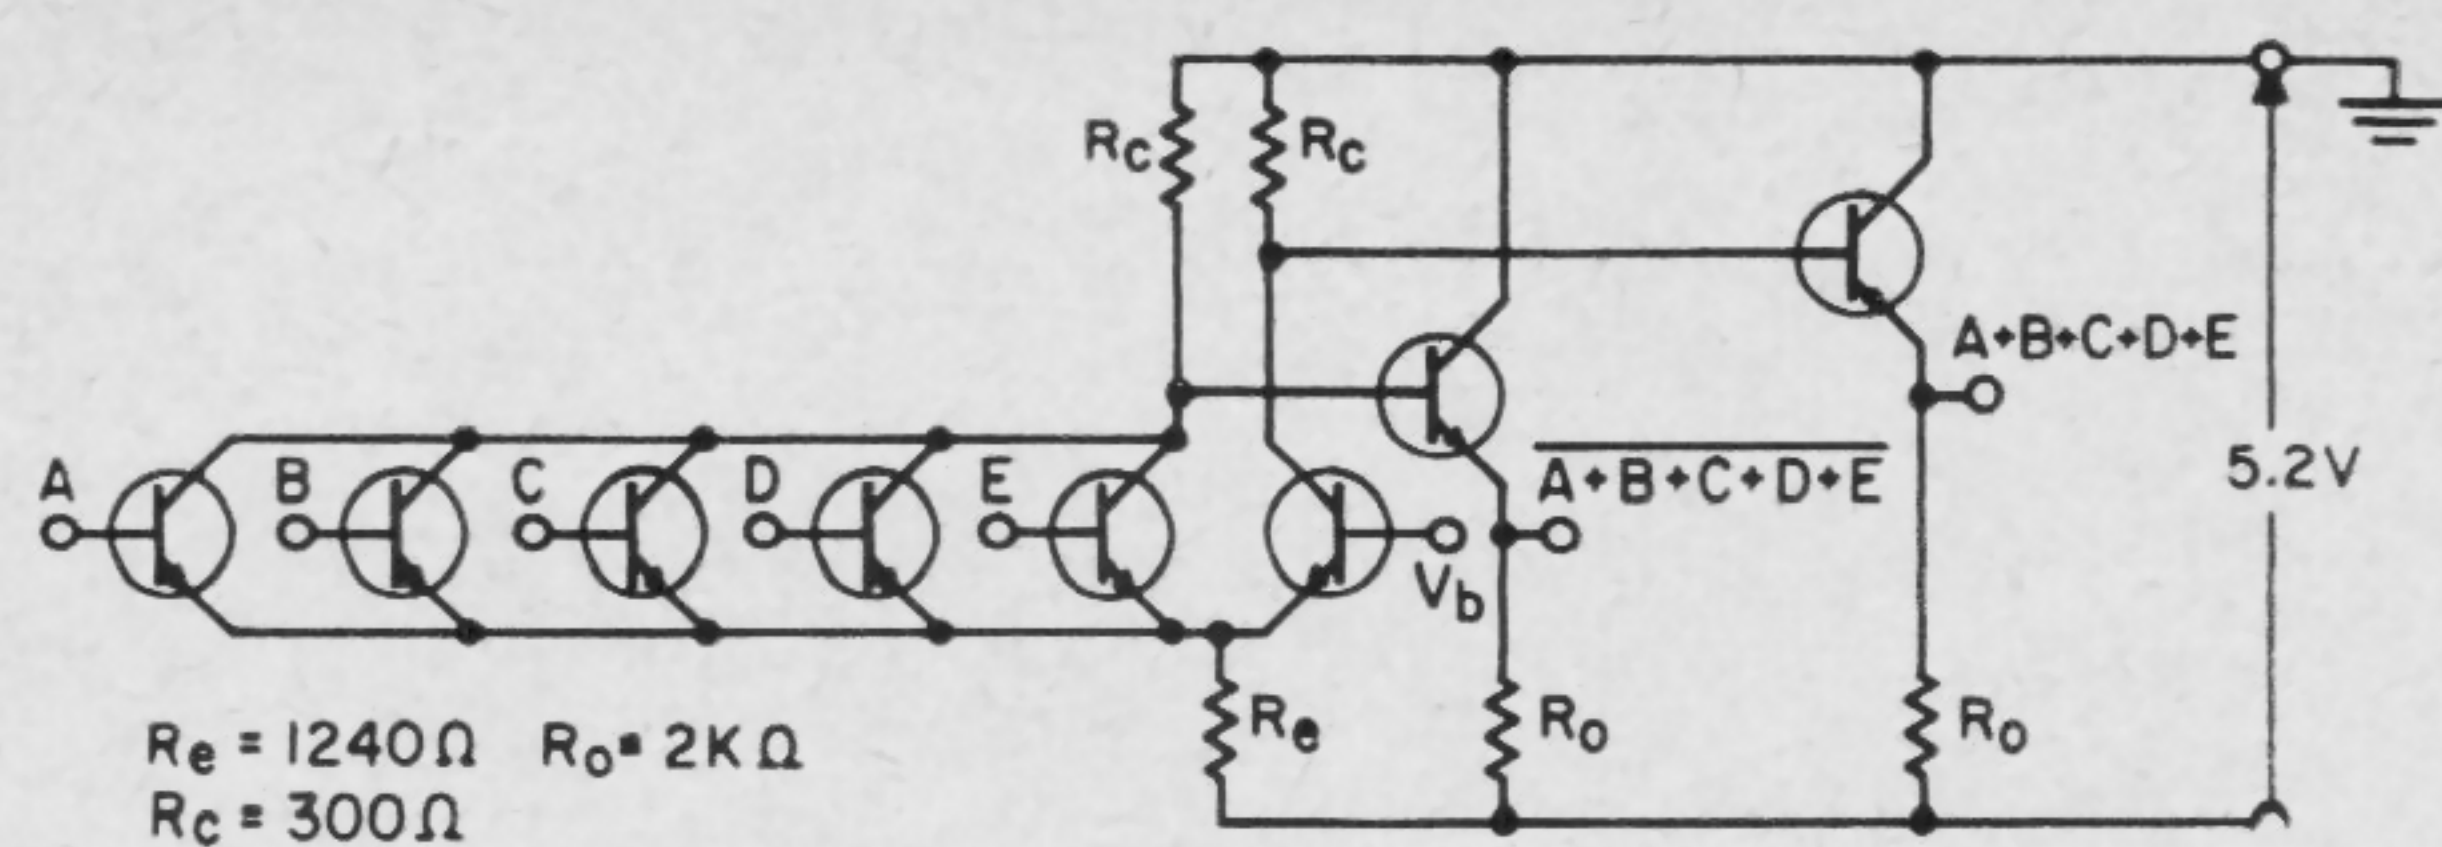 Rc
Rc
A+B+C+D+E
A
B
C
D
E
A+B+C+D+E
5.2V
Vb
Re = 1240Ω Ro = 2KΩ
Re
Ro
Ro
Rc = 300Ω